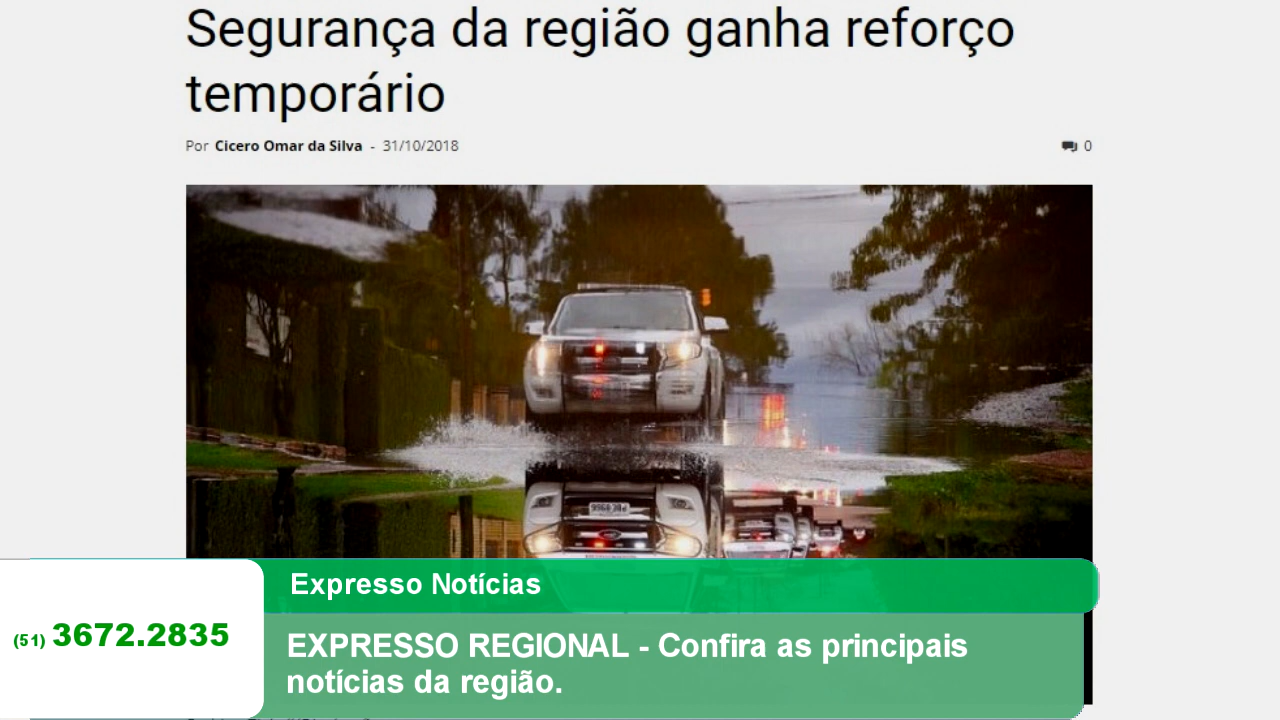 Segurança da região ganha reforço
temporário
Por Cicero Omar da Silva - 31/10/2018
0
Expresso Notícias
(51) 3672.2835
EXPRESSO REGIONAL - Confira as principais
notícias da região.